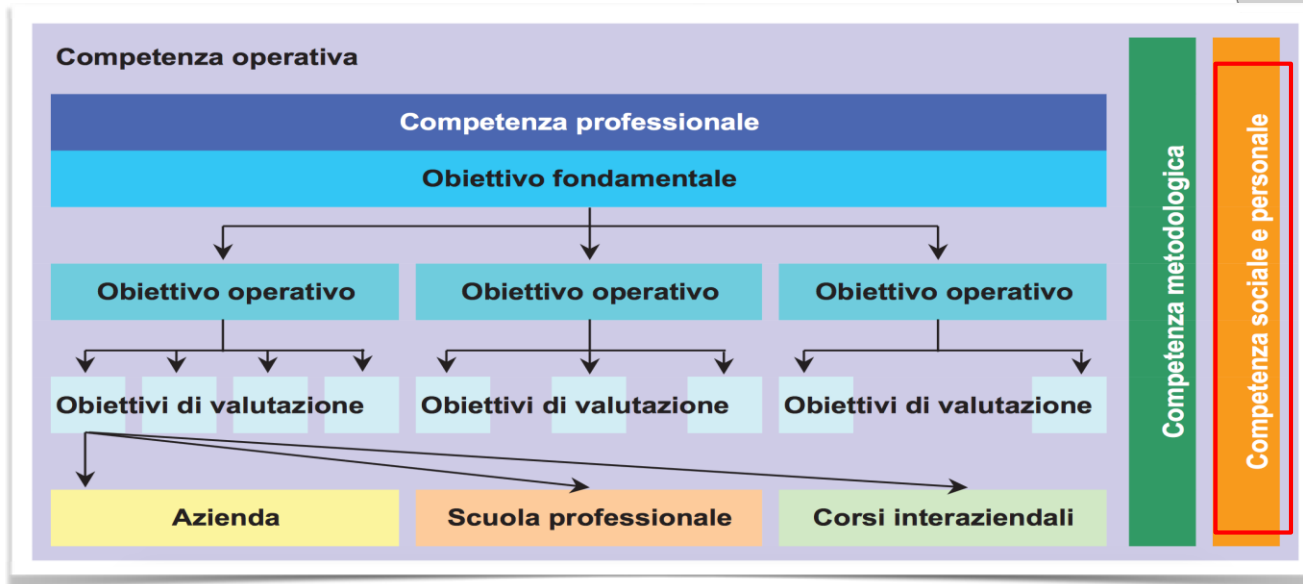 Competenza operativa
Competenza professionale
Obiettivo fondamentale
Obiettivo operativo
Obiettivo operativo
Obiettivo operativo
Obiettivi di valutazione
Obiettivi di valutazione
Obiettivi di valutazione
Azienda
Scuola professionale
Corsi interaziendali
Competenza metodologica
Competenza sociale e personale